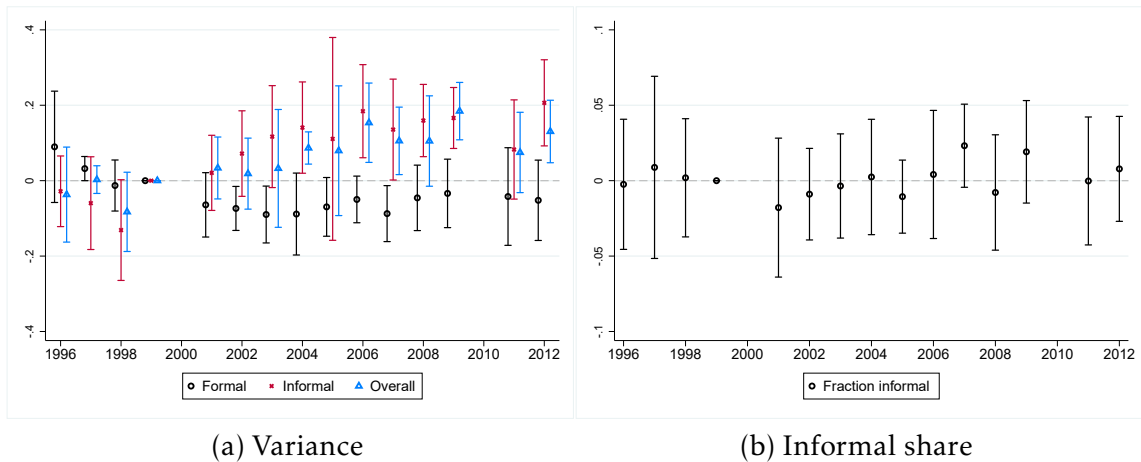 .4
.2
0
-.2
-.4
1996 1998 2000 2002 2004 2006 2008 2010 2012
Formal Informal Overall
(a) Variance
.1
.05
0
-.05
-.1
1996 1998 2000 2002 2004 2006 2008 2010 2012
Fraction informal
(b) Informal share